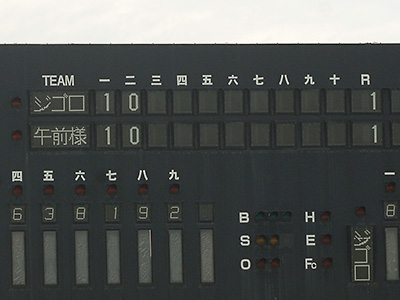 TEAM 一 二 三 四 五 六 七 八 九 十 R
ジゴロ 1 0 1
午前様 1 0 1
四 五 六 七 八 九 一
6 3 8 1 9 2 8
B H
S E
O Fc
ジゴロ